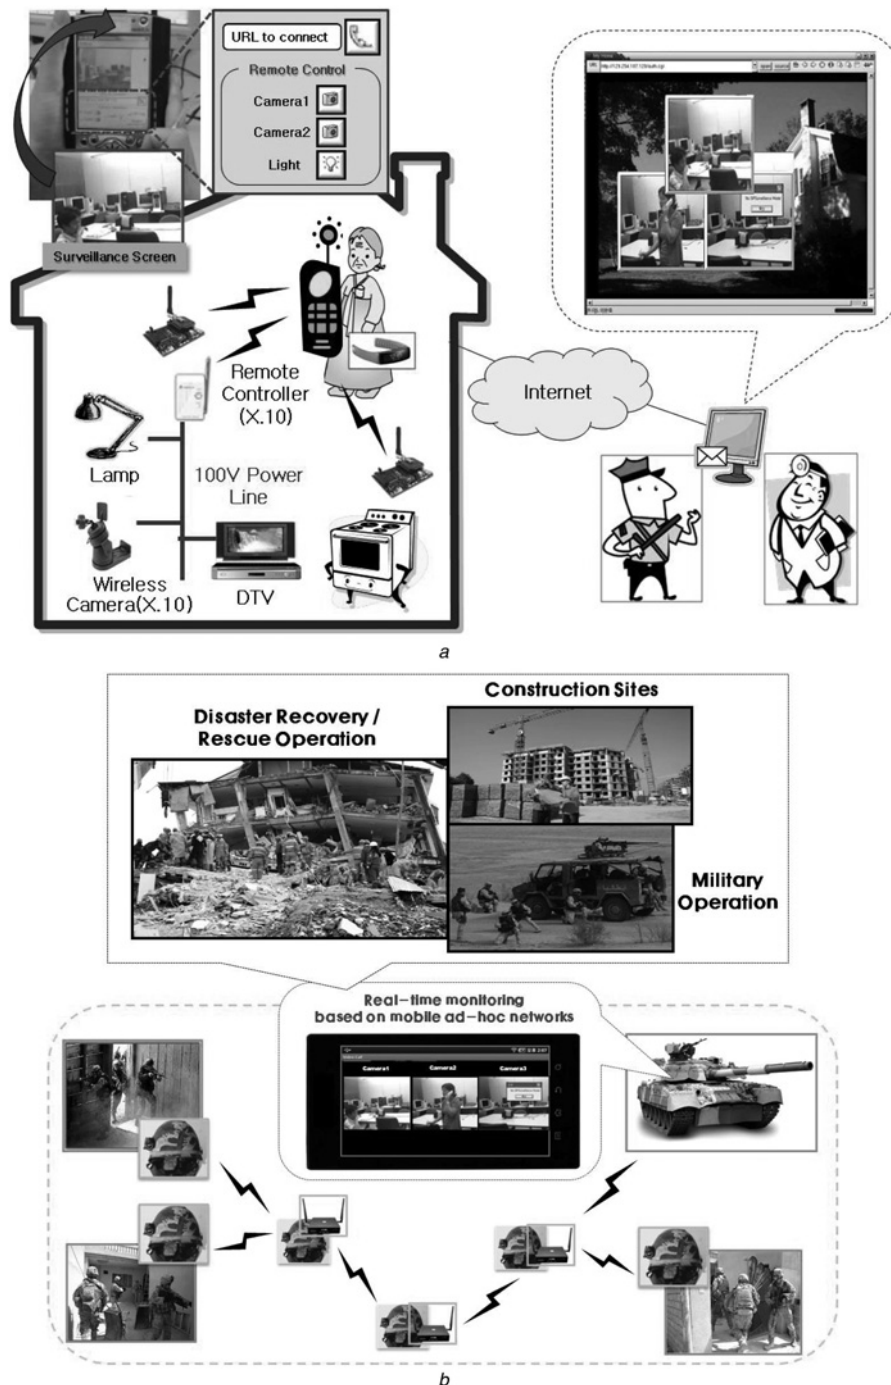 URL to connect
Remote Control
Camera1
Camera2
Light
Surveillance Screen
URL
Remote
Controller
(X.10)
Internet
Lamp
100V Power
Line
Wireless
Camera(X.10)
DTV
a
Construction Sites
Disaster Recovery /
Rescue Operation
Military
Operation
Real-time monitoring
based on mobile ad-hoc networks
Camera1
Camera2
Camera3
b